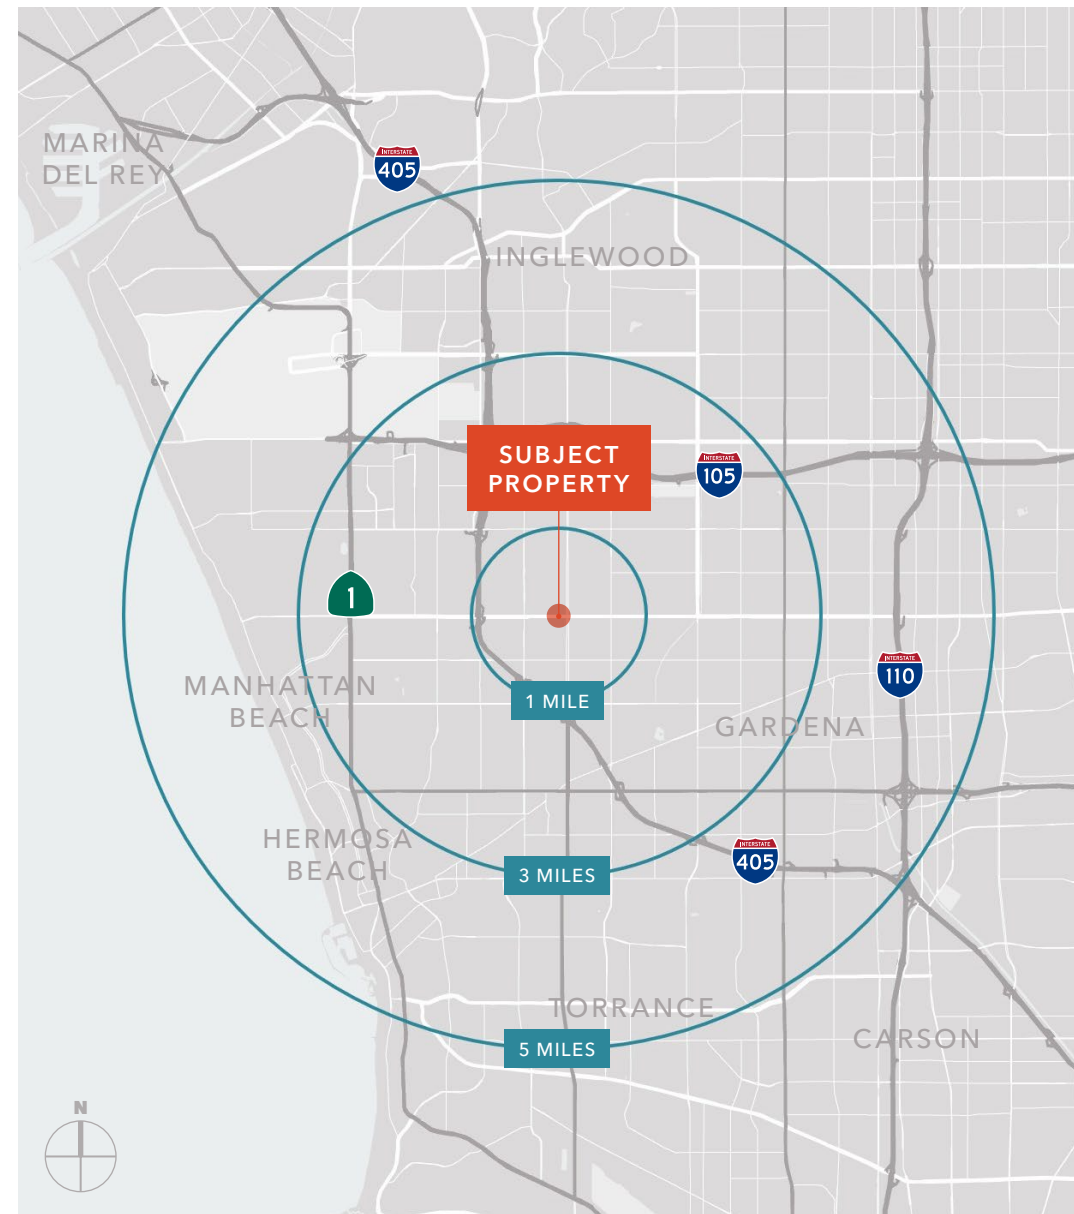 MARINA
DEL REY
INTERSTATE
405
INGLEWOOD
SUBJECT
PROPERTY
INTERSTATE
105
1
INTERSTATE
110
MANHATTAN
BEACH
1 MILE
GARDENA
HERMOSA
BEACH
INTERSTATE
405
3 MILES
TORRANCE
CARSON
5 MILES
N